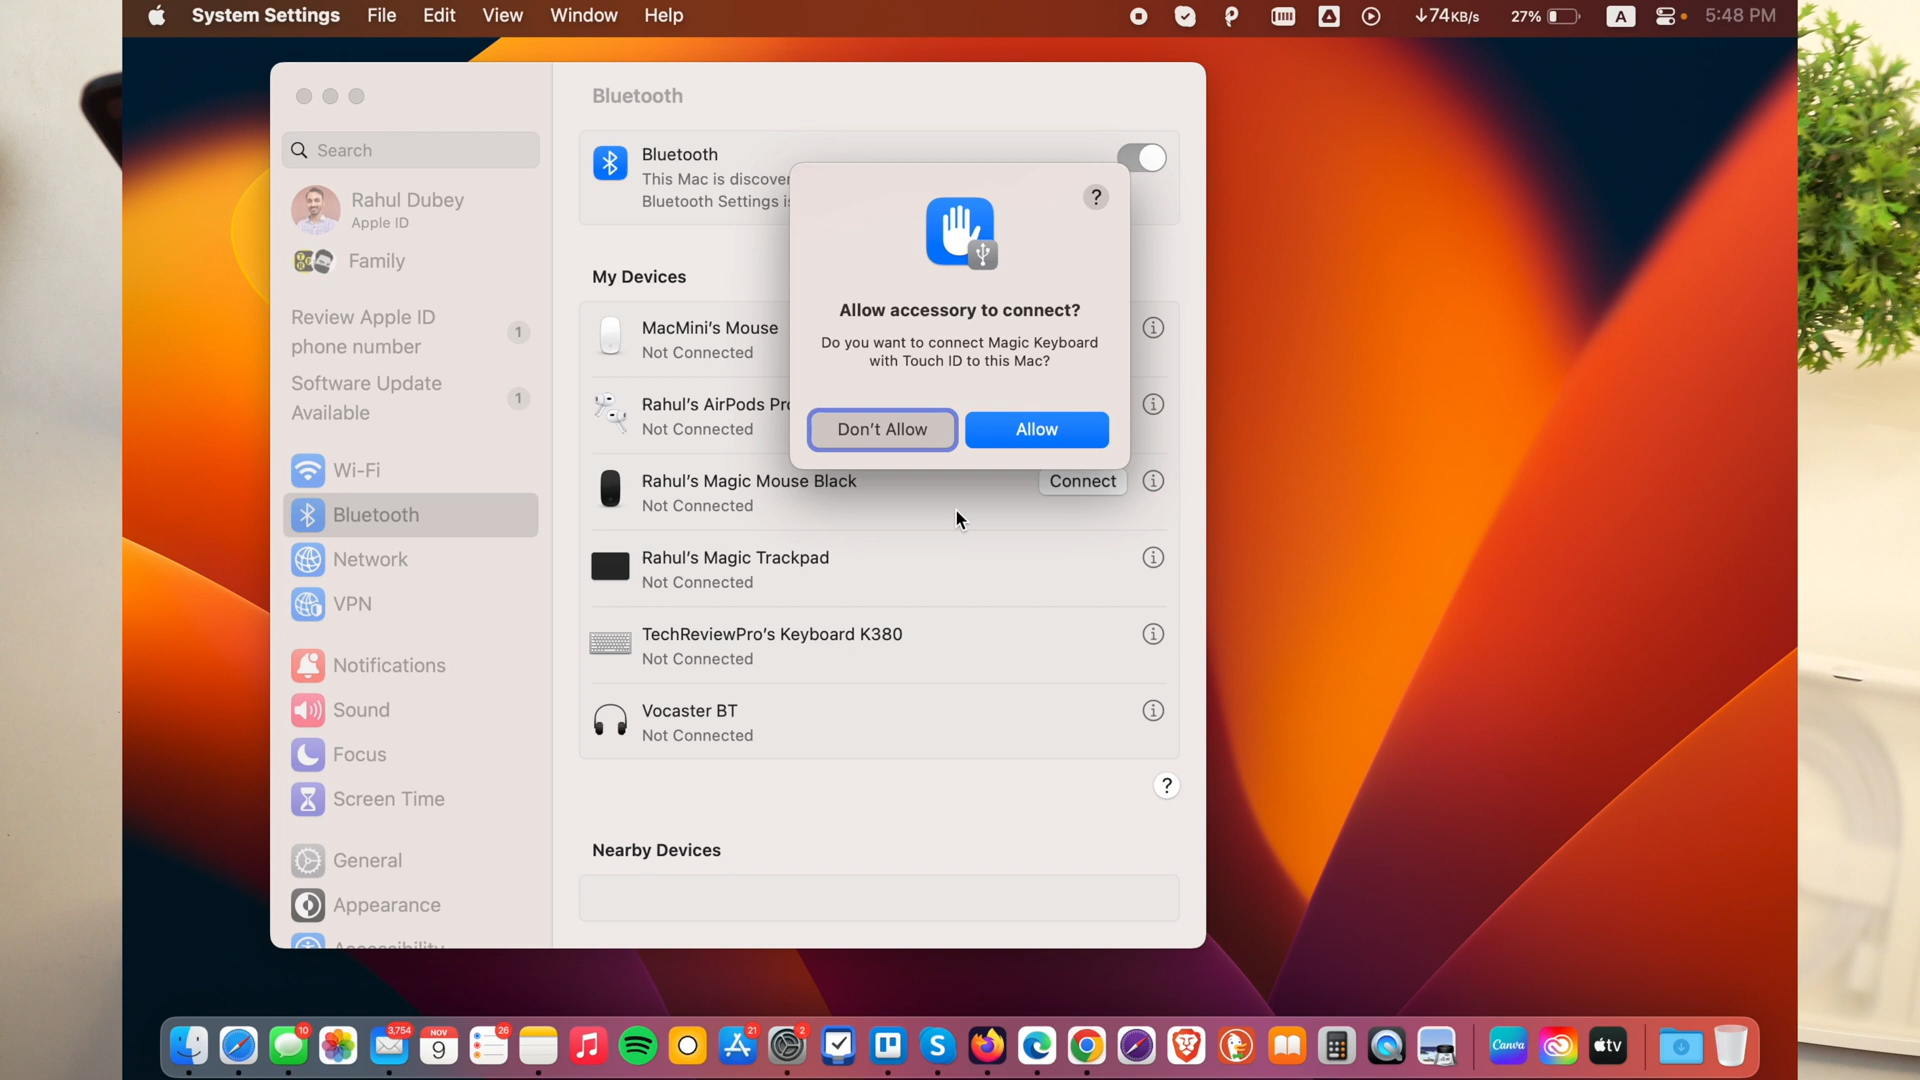 System Settings File Edit View Window Help
↓74KB/s 27% A 5:48 PM
Search
Rahul Dubey
Apple ID
Family
Review Apple ID
phone number
1
Software Update
Available
1
Wi-Fi
Bluetooth
Network
VPN
Notifications
Sound
Focus
Screen Time
General
Appearance
Accessibility
Bluetooth
Bluetooth
This Mac is discover
Bluetooth Settings is
My Devices
MacMini's Mouse
Not Connected
Rahul's AirPods Pro
Not Connected
Rahul's Magic Mouse Black
Not Connected
Connect
Rahul's Magic Trackpad
Not Connected
TechReviewPro's Keyboard K380
Not Connected
Vocaster BT
Not Connected
?
Nearby Devices
?
Allow accessory to connect?
Do you want to connect Magic Keyboard
with Touch ID to this Mac?
Don't Allow
Allow
10
3,754
NOV
9
26
21
2
Canva
tv